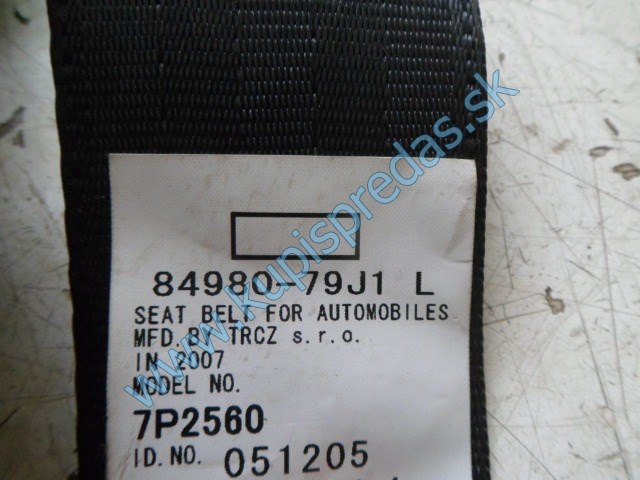 84980-79J1 L
SEAT BELT FOR AUTOMOBILES
MFD. BY TRCZ s.r.o.
IN 2007
MODEL NO.
7P2560
ID. NO. 051205
www.kupispredas.sk